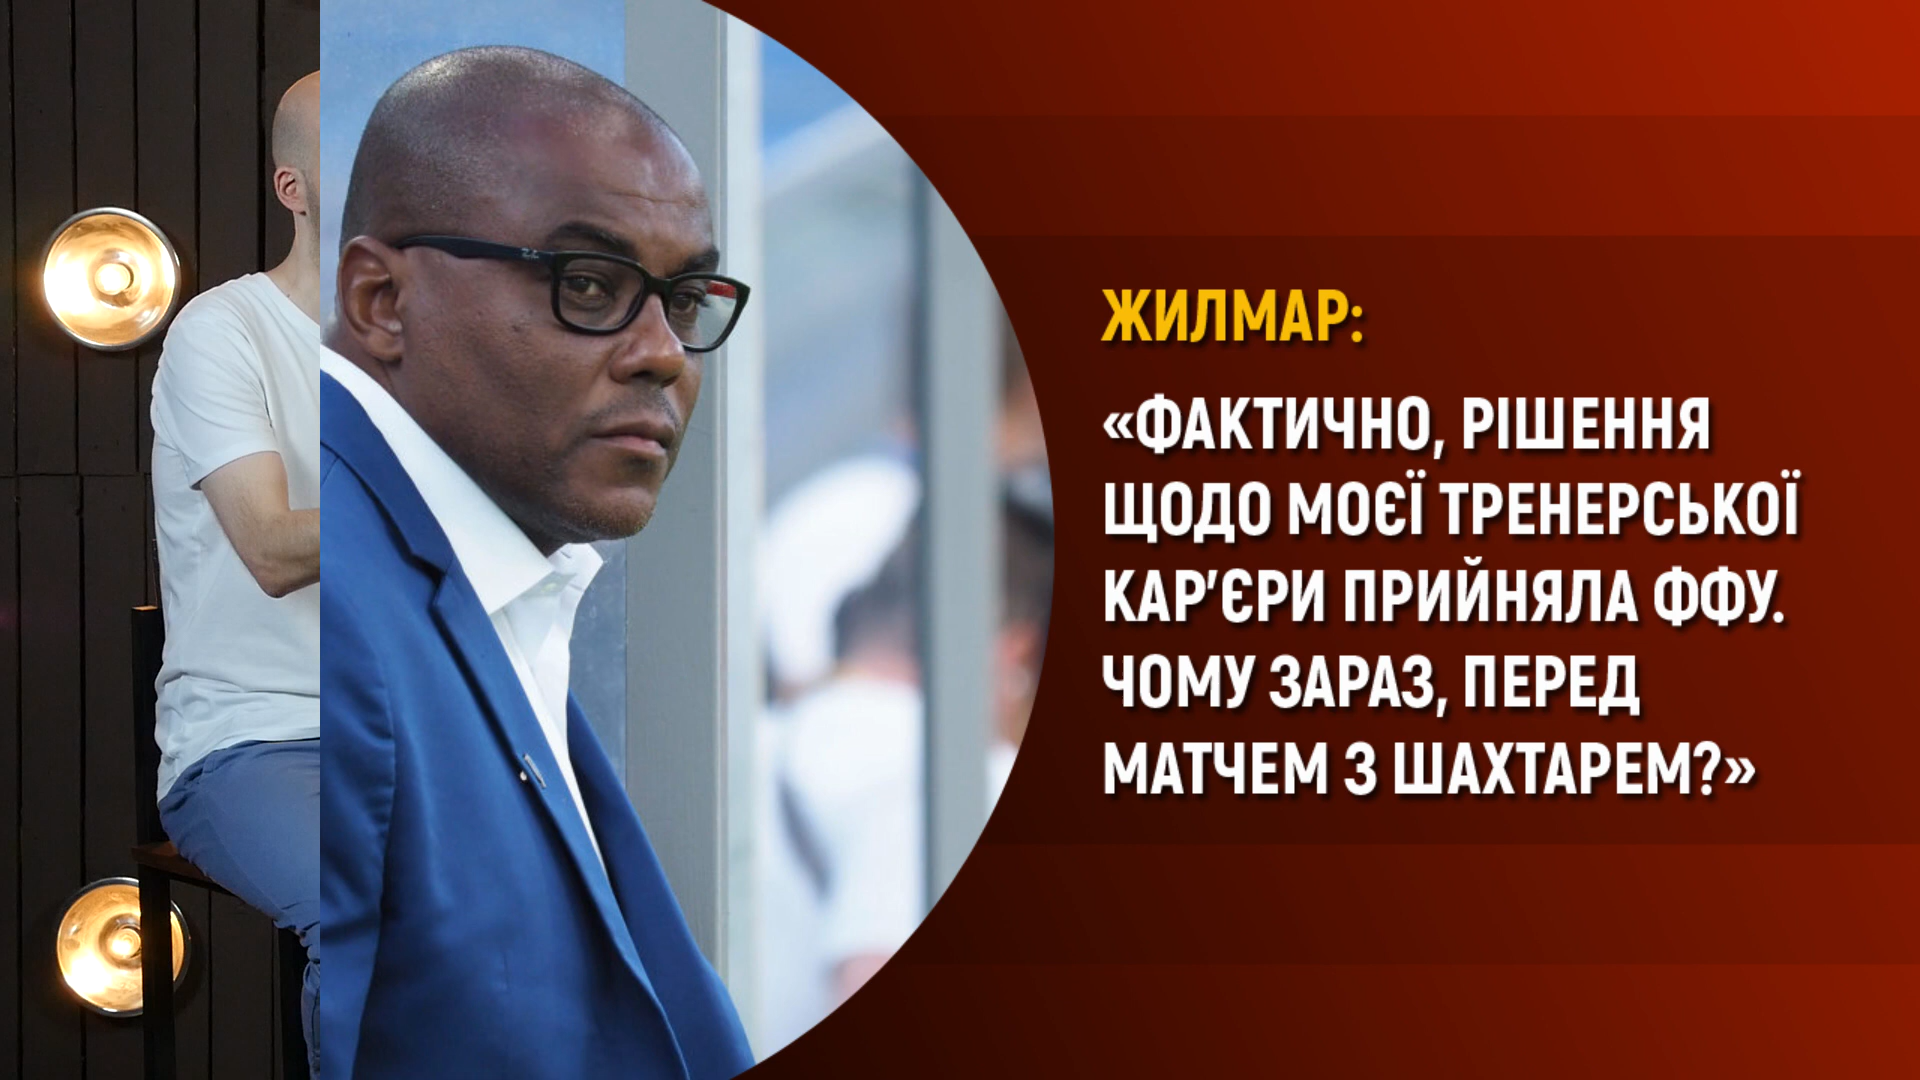 ЖИЛМАР:
«ФАКТИЧНО, РІШЕННЯ
ЩОДО МОЄЇ ТРЕНЕРСЬКОЇ
КАР'ЄРИ ПРИЙНЯЛА ФФУ.
ЧОМУ ЗАРАЗ, ПЕРЕД
МАТЧЕМ З ШАХТАРЕМ?»